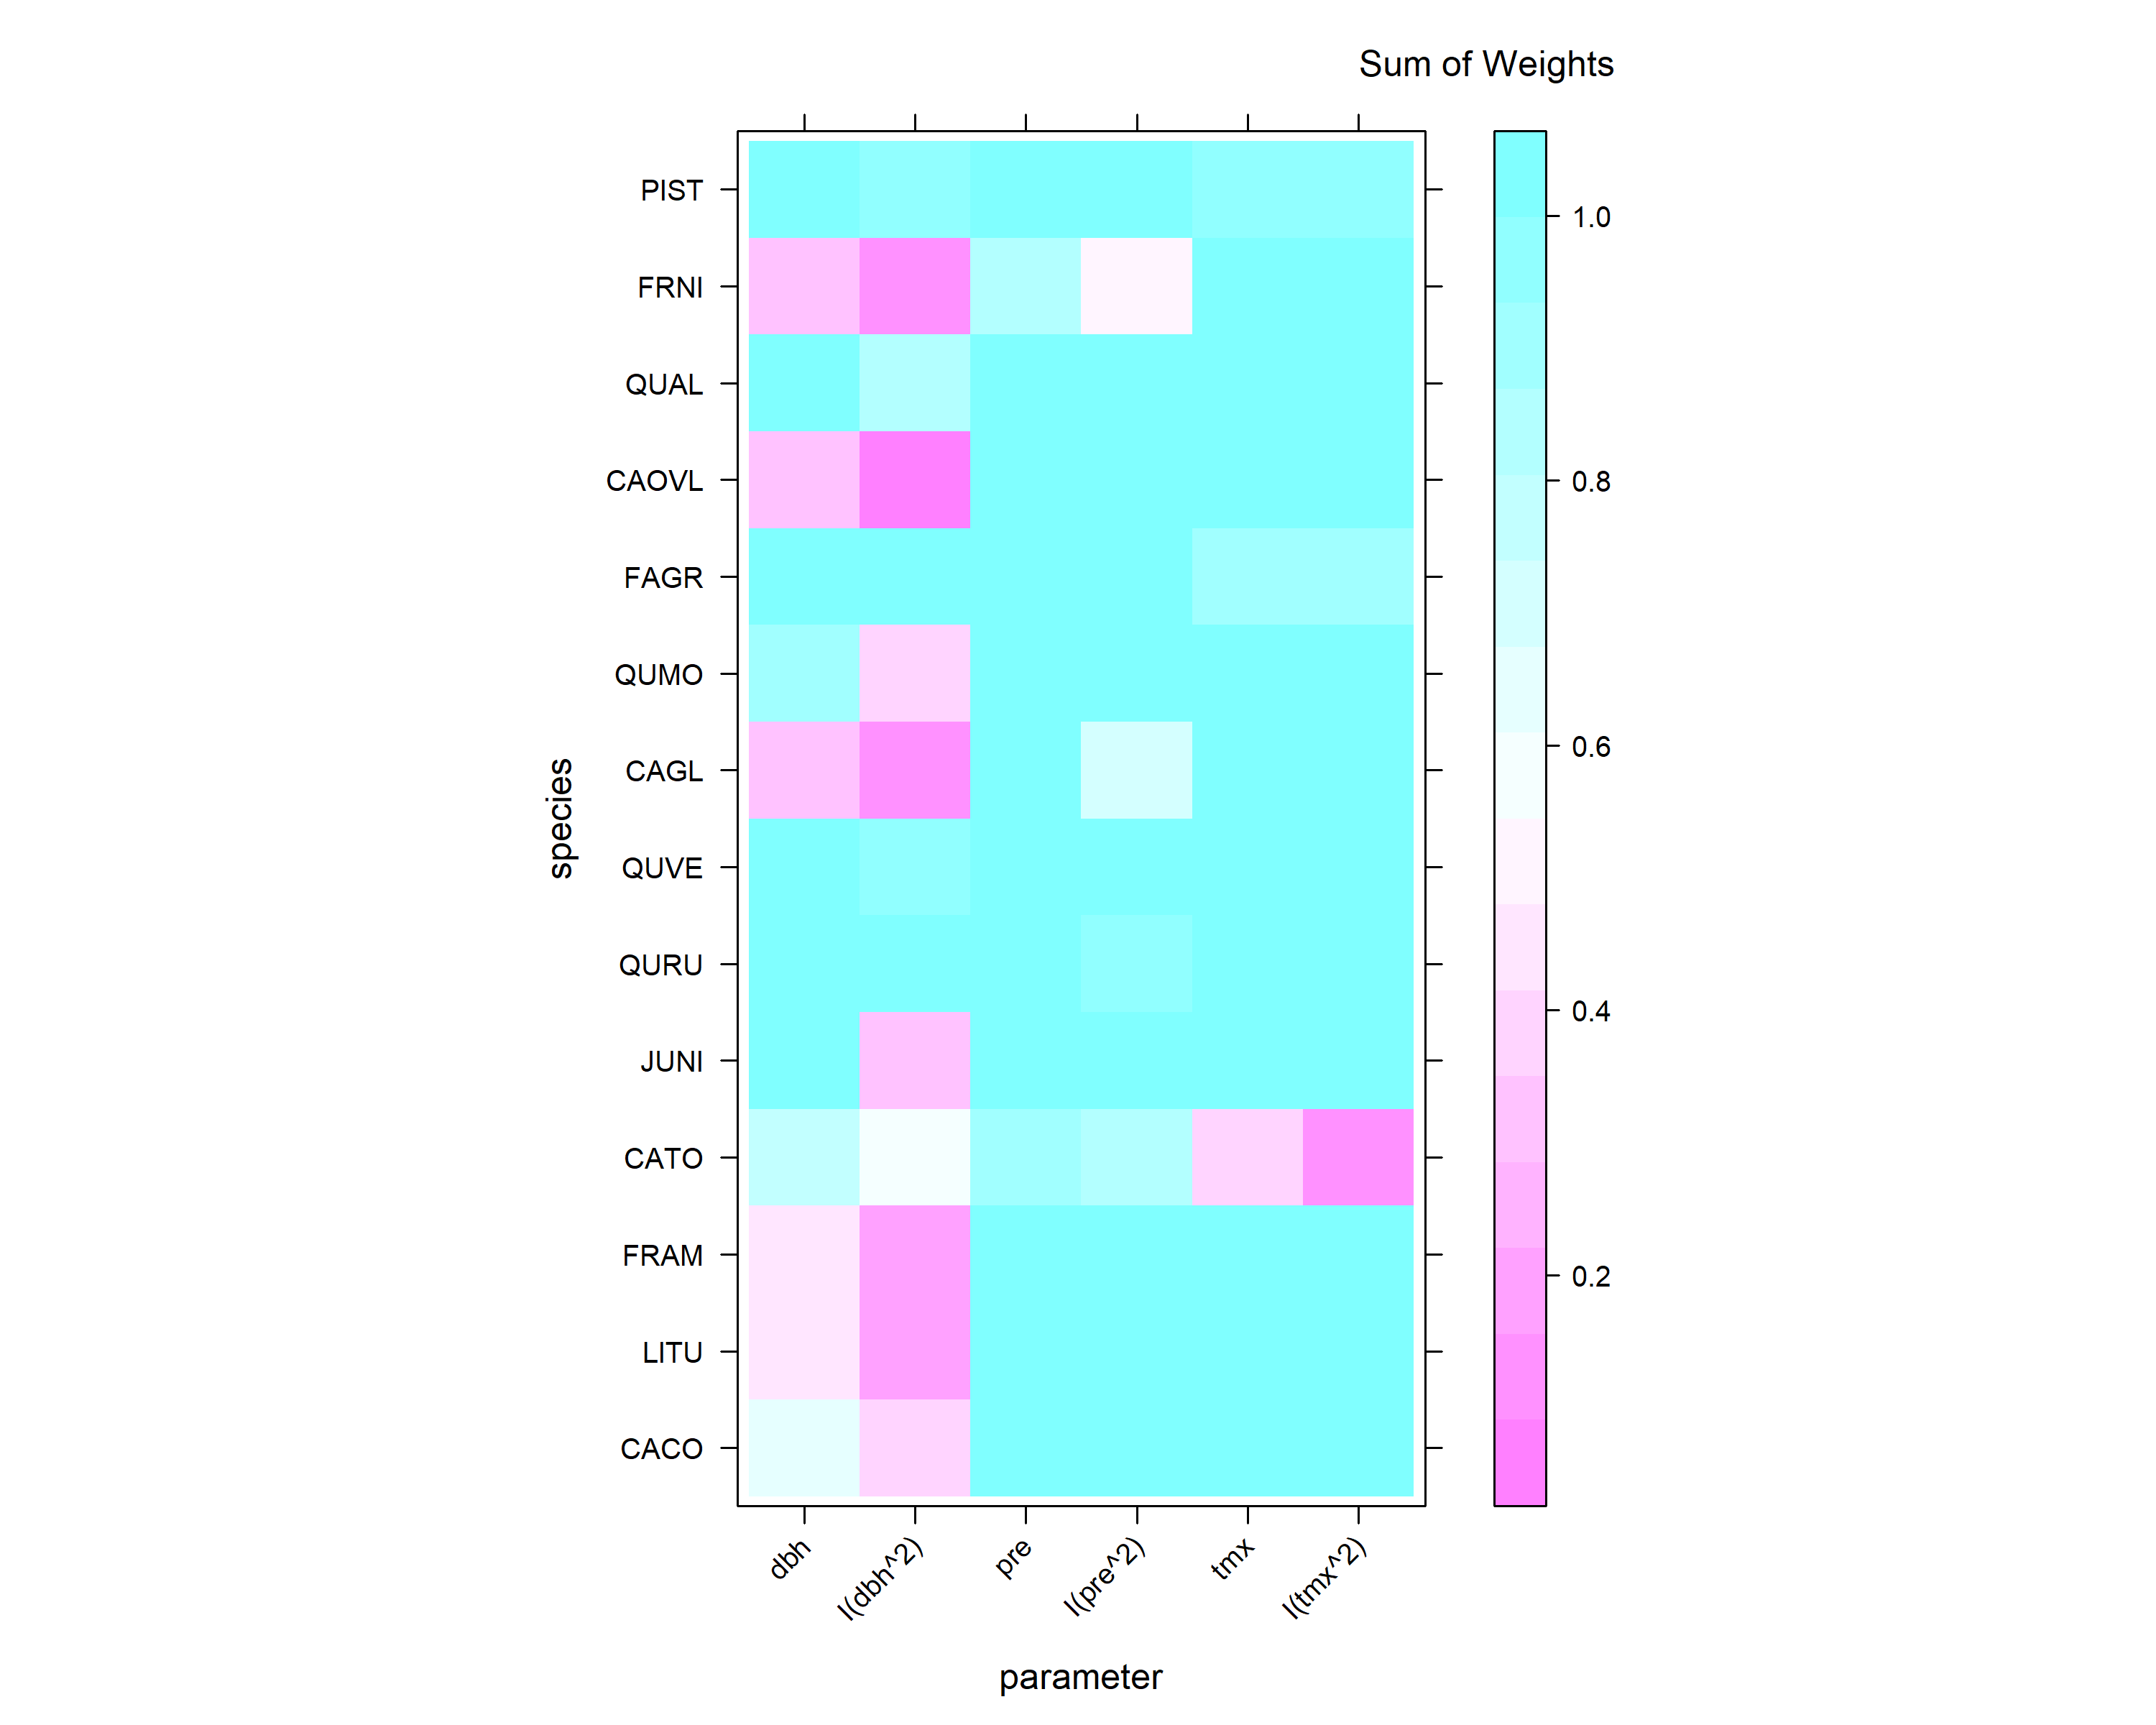 Sum of Weights
PIST
FRNI
QUAL
CAOVL
FAGR
QUMO
CAGL
QUVE
QURU
JUNI
CATO
FRAM
LITU
CACO
species
1.0
0.8
0.6
0.4
0.2
dbh
I(dbh^2)
pre
I(pre^2)
tmx
I(tmx^2)
parameter